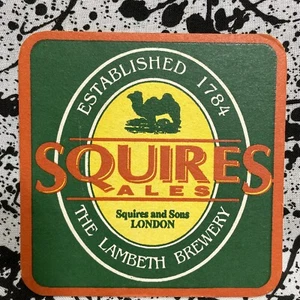 ESTABLISHED 1784
SQUIRES
ALES
Squires and Sons
LONDON
THE LAMBETH BREWERY